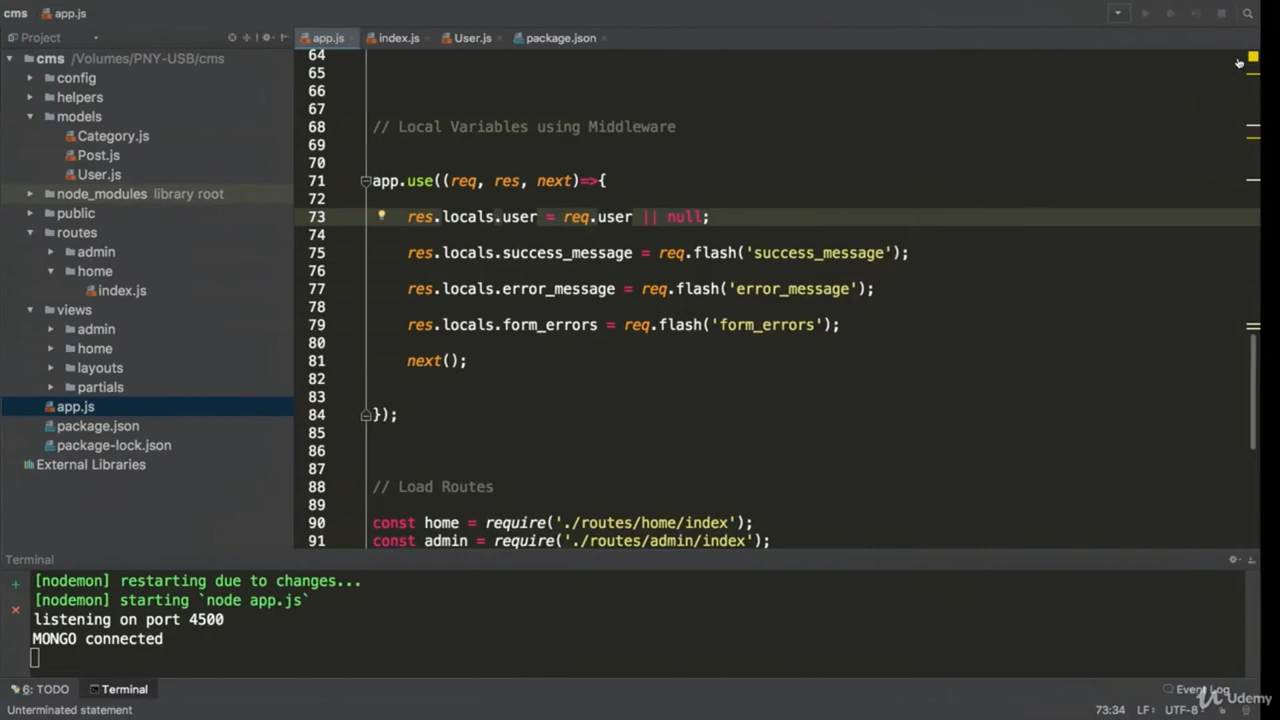 cms app.js
Project
app.js index.js User.js package.json
cms /Volumes/PNY-USB/cms
config
helpers
models
Category.js
Post.js
User.js
node_modules library root
public
routes
admin
home
index.js
views
admin
home
layouts
partials
app.js
package.json
package-lock.json
External Libraries
64
65
66
67
68 // Local Variables using Middleware
69
70
71 app.use((req, res, next)=>{
72
73 res.locals.user = req.user || null;
74
75 res.locals.success_message = req.flash('success_message');
76
77 res.locals.error_message = req.flash('error_message');
78
79 res.locals.form_errors = req.flash('form_errors');
80
81 next();
82
83
84 });
85
86
87
88 // Load Routes
89
90 const home = require('./routes/home/index');
91 const admin = require('./routes/admin/index');
Terminal
[nodemon] restarting due to changes...
[nodemon] starting `node app.js`
listening on port 4500
MONGO connected
6: TODO Terminal Event Log
Udemy
Unterminated statement 73:34 LF÷ UTF-8÷